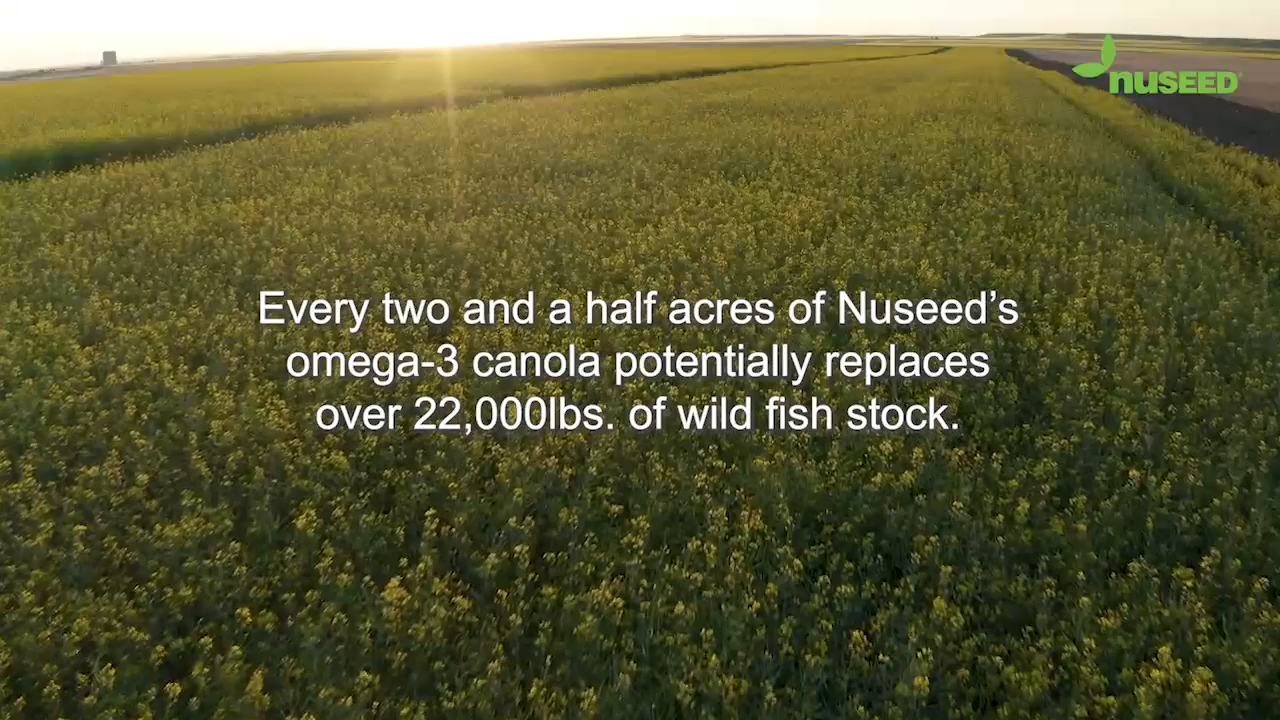 nuseed
Every two and a half acres of Nuseed’s
omega-3 canola potentially replaces
over 22,000lbs. of wild fish stock.